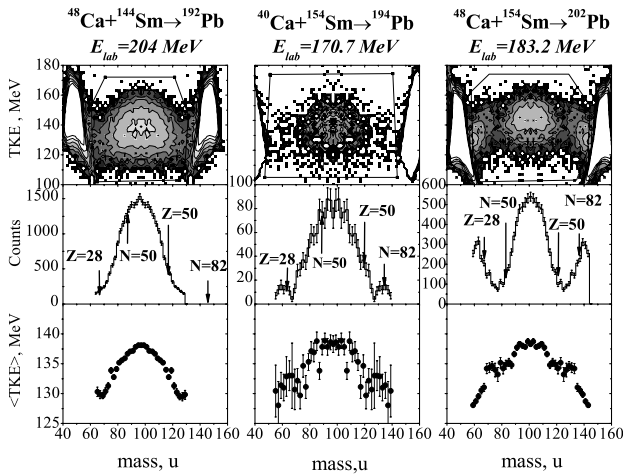 ⁴⁸Ca+¹⁴⁴Sm→¹⁹²Pb ⁴⁰Ca+¹⁵⁴Sm→¹⁹⁴Pb ⁴⁸Ca+¹⁵⁴Sm→²⁰²Pb
E_lab=204 MeV E_lab=170.7 MeV E_lab=183.2 MeV
TKE , MeV
180
160
140
120
100
100
Counts
1500
1000
500
0
Z=28 N=50 Z=50 N=82
80
60
40
20
0
Z=28 N=50 Z=50 N=82
600
500
400
300
200
100
0
Z=28 N=50 Z=50 N=82
<TKE>, MeV
140
135
130
125
40 60 80 100 120 140 160 60 80 100 120 140 60 80 100 120 140 160
mass, u mass,u mass, u